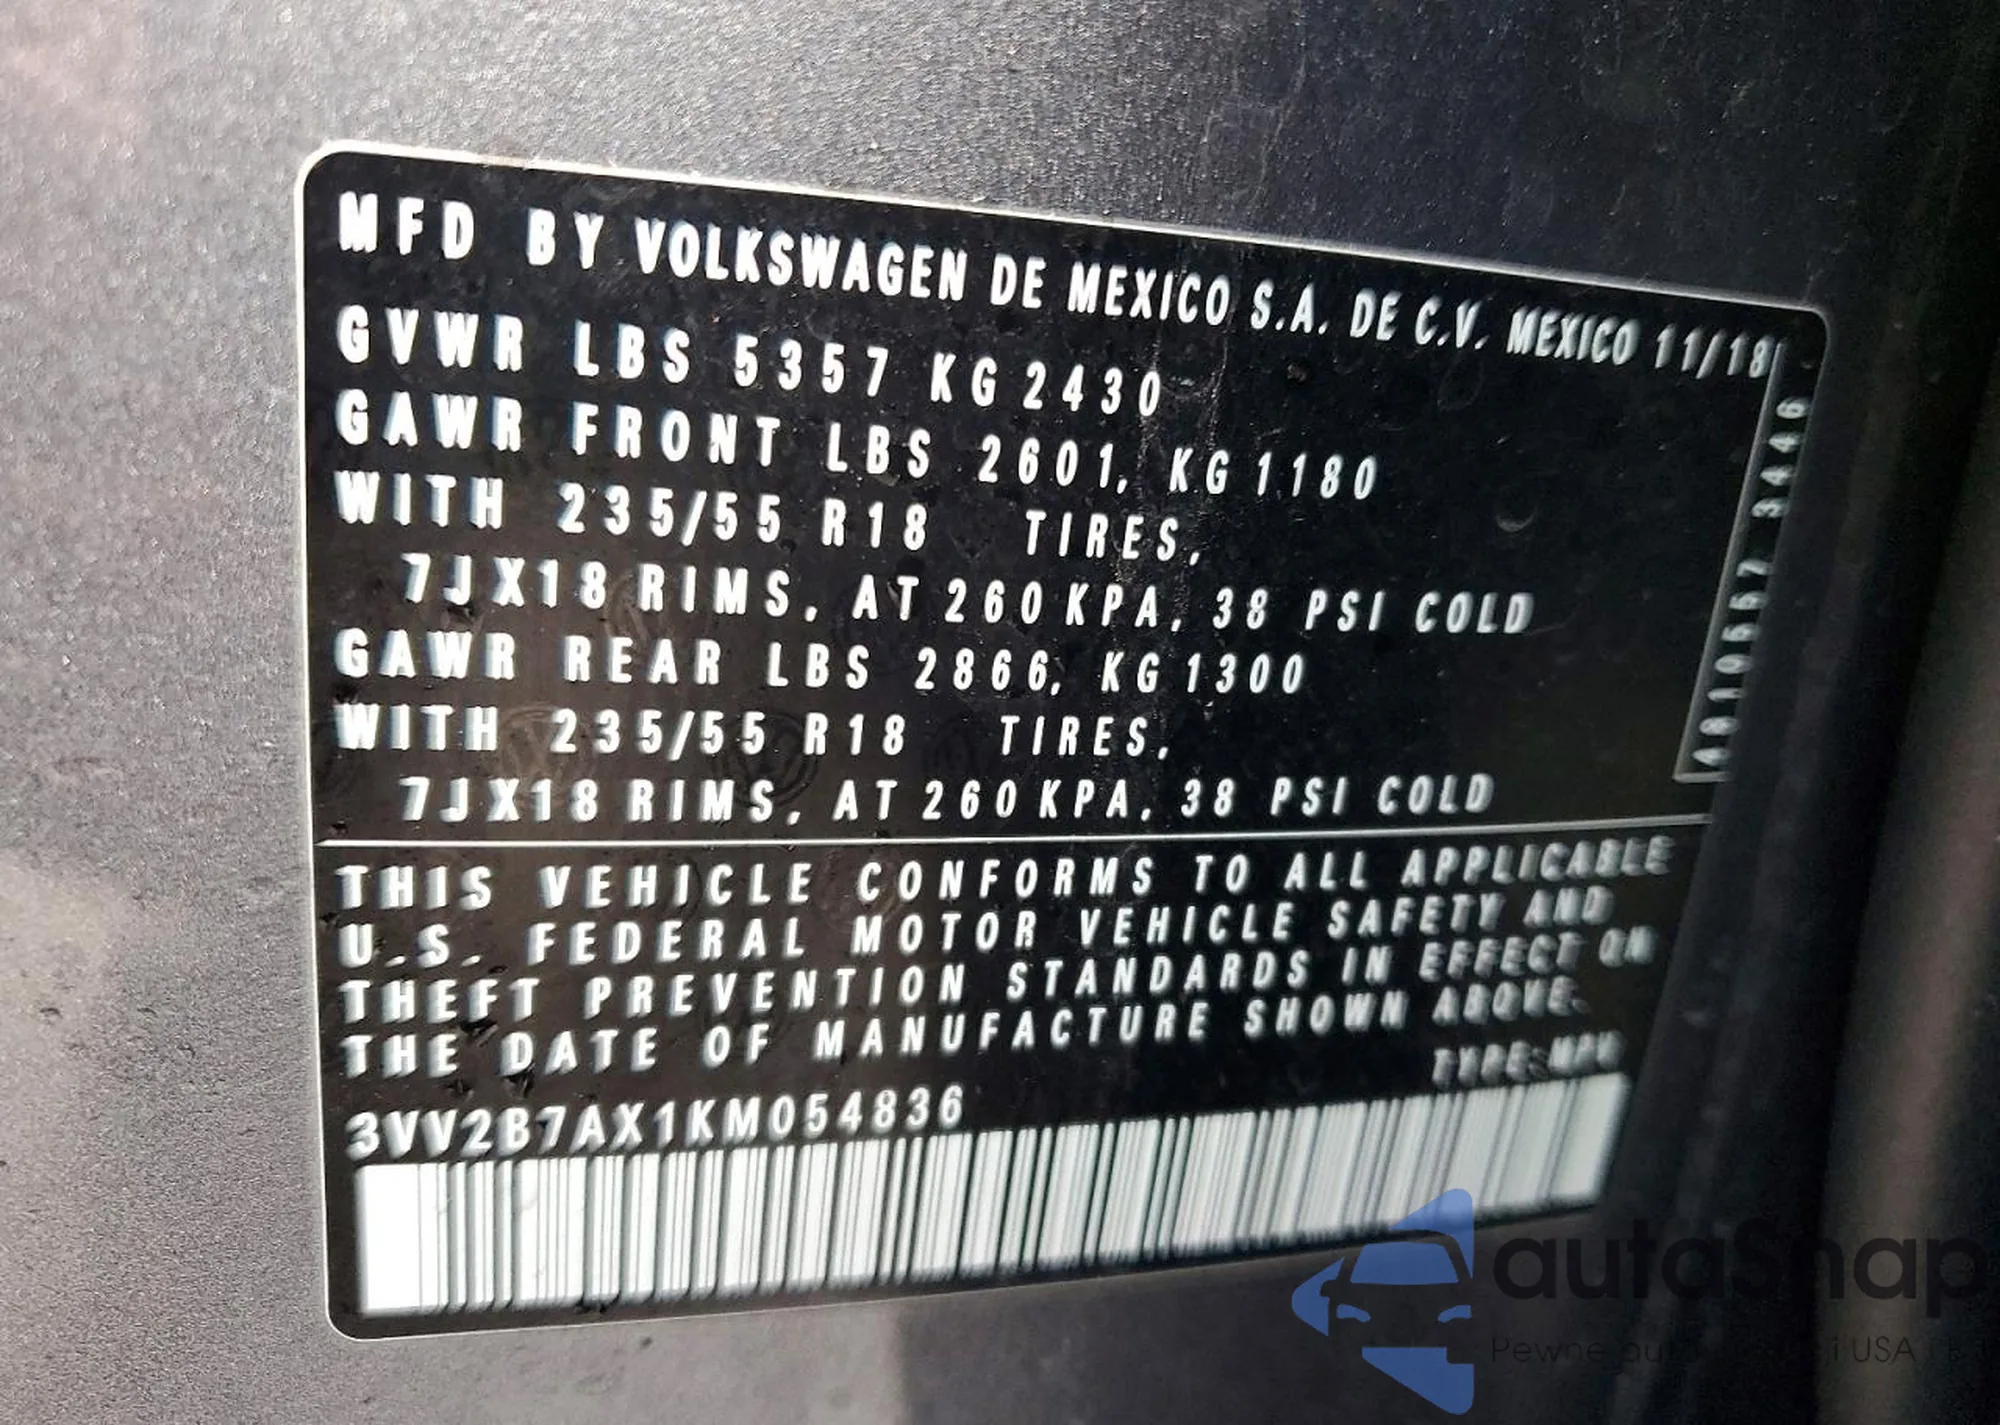 MFD BY VOLKSWAGEN DE MEXICO S.A. DE C.V. MEXICO 11/18
GVWR LBS 5357 KG 2430
GAWR FRONT LBS 2601, KG 1180
WITH 235/55 R18 TIRES,
7JX18 RIMS, AT 260 KPA, 38 PSI COLD
GAWR REAR LBS 2866, KG 1300
WITH 235/55 R18 TIRES,
7JX18 RIMS, AT 260 KPA, 38 PSI COLD
THIS VEHICLE CONFORMS TO ALL APPLICABLE
U.S. FEDERAL MOTOR VEHICLE SAFETY AND
THEFT PREVENTION STANDARDS IN EFFECT ON
THE DATE OF MANUFACTURE SHOWN ABOVE.
TYPE:MPV
3VV2B7AX1KM054836
3446
autaSnap
Pewne i USA